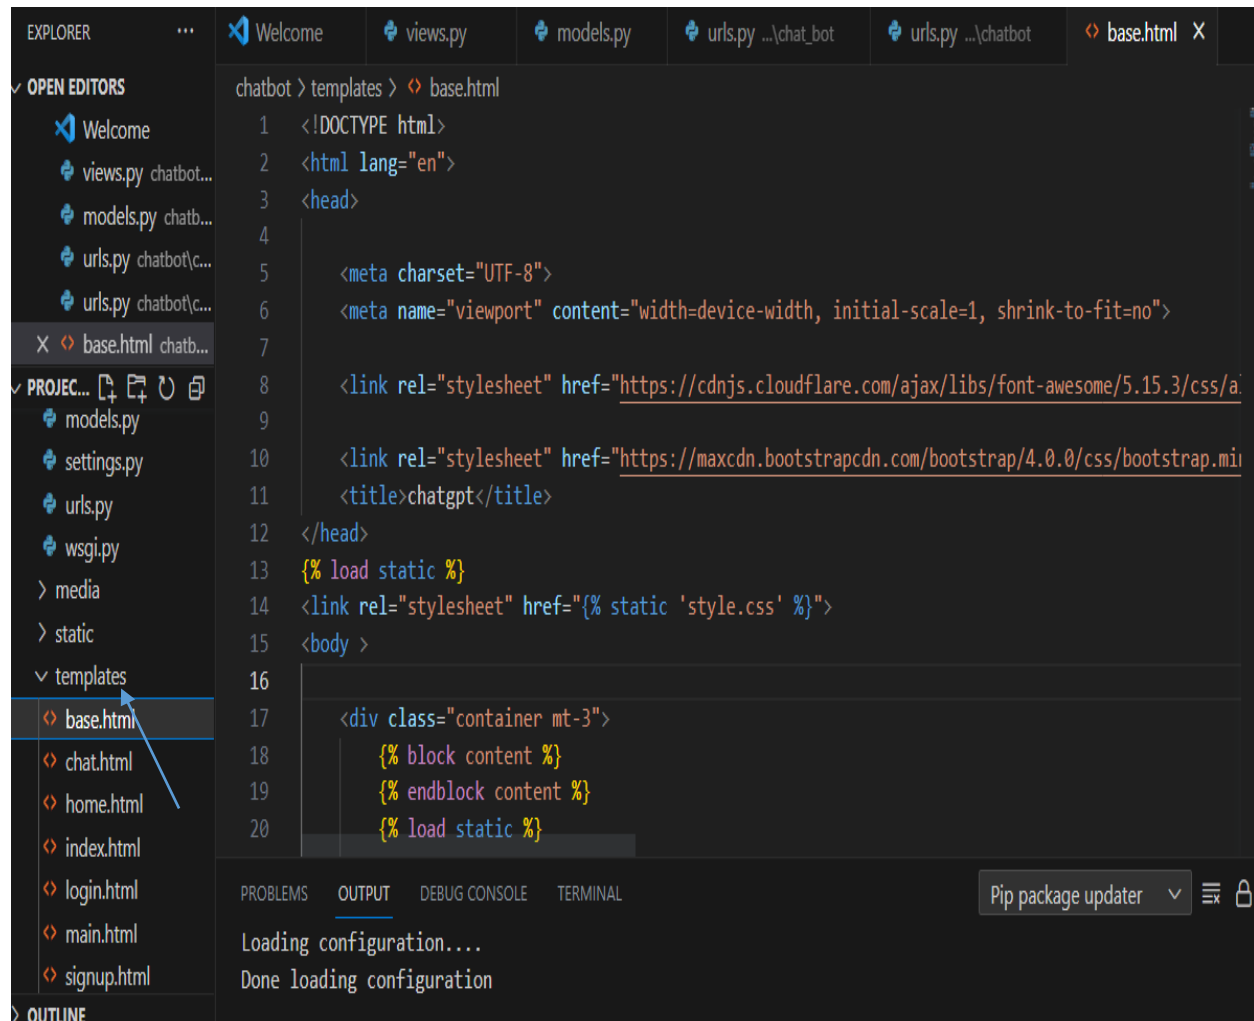 EXPLORER ···
OPEN EDITORS
Welcome
views.py chatbot...
models.py chatb...
urls.py chatbot\c...
urls.py chatbot\c...
base.html chatb...
PROJEC...
models.py
settings.py
urls.py
wsgi.py
media
static
templates
base.html
chat.html
home.html
index.html
login.html
main.html
signup.html
OUTLINE
Welcome views.py models.py urls.py ...\chat_bot urls.py ...\chatbot base.html X
chatbot > templates > base.html
1 <!DOCTYPE html>
2 <html lang="en">
3 <head>
4
5 <meta charset="UTF-8">
6 <meta name="viewport" content="width=device-width, initial-scale=1, shrink-to-fit=no">
7
8 <link rel="stylesheet" href="https://cdnjs.cloudflare.com/ajax/libs/font-awesome/5.15.3/css/al
9
10 <link rel="stylesheet" href="https://maxcdn.bootstrapcdn.com/bootstrap/4.0.0/css/bootstrap.min
11 <title>chatgpt</title>
12 </head>
13 {% load static %}
14 <link rel="stylesheet" href="{% static 'style.css' %}">
15 <body >
16
17 <div class="container mt-3">
18 {% block content %}
19 {% endblock content %}
20 {% load static %}
PROBLEMS OUTPUT DEBUG CONSOLE TERMINAL Pip package updater
Loading configuration....
Done loading configuration